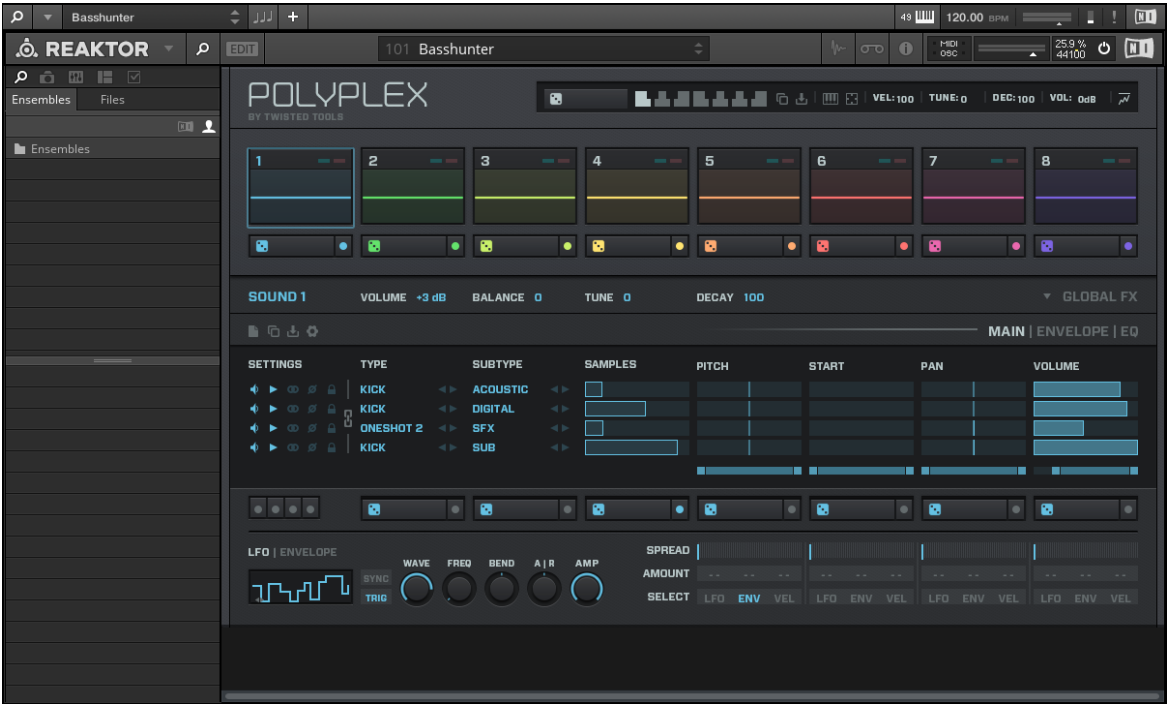 Basshunter 49 120.00 BPM
REAKTOR EDIT 101 Basshunter MIDI OSC 25.9 % 44100
Ensembles Files
Ensembles
POLYPLEX
BY TWISTED TOOLS
VEL: 100 TUNE: 0 DEC: 100 VOL: 0dB
1 2 3 4 5 6 7 8
SOUND 1 VOLUME +3 dB BALANCE 0 TUNE 0 DECAY 100 GLOBAL FX
MAIN | ENVELOPE | EQ
SETTINGS TYPE SUBTYPE SAMPLES PITCH START PAN VOLUME
KICK ACOUSTIC
KICK DIGITAL
ONESHOT 2 SFX
KICK SUB
LFO | ENVELOPE
WAVE FREQ BEND A | R AMP
SYNC
TRIG
SPREAD
AMOUNT -- -- -- -- -- -- -- --
SELECT LFO ENV VEL LFO ENV VEL LFO ENV VEL LFO ENV VEL